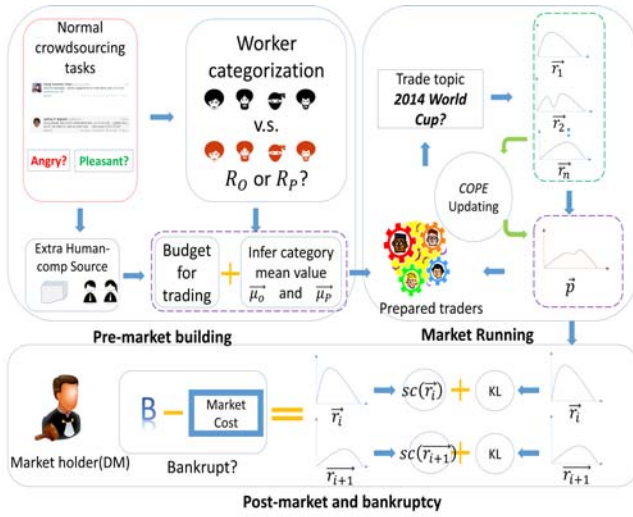 Normal
crowdsourcing
tasks
Angry?
Pleasant?
Worker
categorization
v.s.
R_O or R_P?
Extra Human-
comp Source
Budget
for
trading
+
Infer category
mean value
μ_O and μ_P
Pre-market building
Trade topic
2014 World
Cup?
r_1
r_2
r_n
COPE
Updating
p
Prepared traders
Market Running
Market holder(DM)
B
−
Market
Cost
=
Bankrupt?
r_i
sc(r_i)
+
KL
r_i
r_{i+1}
sc(r_{i+1})
+
KL
r_{i+1}
Post-market and bankruptcy